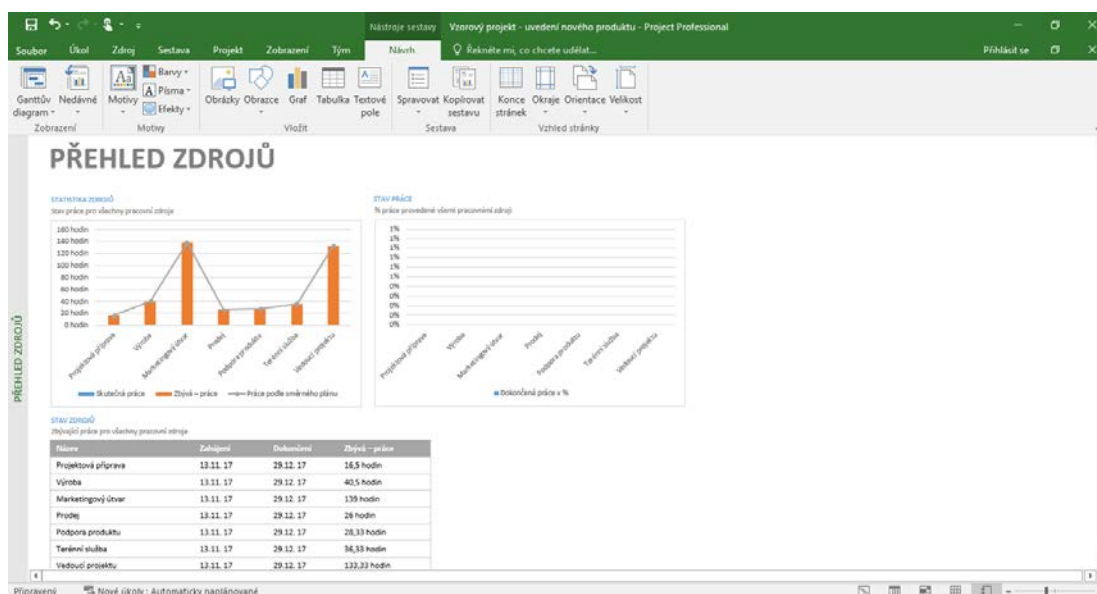 Nástroje sestavy
Vzorový projekt - uvedení nového produktu - Project Professional
Soubor Úkol Zdroj Sestava Projekt Zobrazení Tým Návrh Řekněte mi, co chcete udělat... Přihlásit se
Barvy
Písma
Efekty
Ganttův diagram
Nedávné
Motivy
Obrázky
Obrazce
Graf
Tabulka
Textové pole
Spravovat
Kopírovat sestavu
Konce stránek
Okraje
Orientace
Velikost
Zobrazení Motivy Vložit Sestava Vzhled stránky
PŘEHLED ZDROJŮ
PŘEHLED ZDROJŮ
STATISTIKA ZDROJŮ
Stav práce pro všechny pracovní zdroje
160 hodin
140 hodin
120 hodin
100 hodin
80 hodin
60 hodin
40 hodin
20 hodin
0 hodin
Projektová příprava
Výroba
Marketingový útvar
Prodej
Podpora produktu
Terénní služba
Vedoucí projektu
Skutečná práce Zbývá – práce Práce podle směrného plánu
STAV PRÁCE
% práce provedené všemi pracovními zdroji
1%
1%
1%
1%
1%
1%
0%
0%
0%
0%
0%
Projektová příprava
Výroba
Marketingový útvar
Prodej
Podpora produktu
Terénní služba
Vedoucí projektu
Dokončená práce v %
STAV ZDROJŮ
Zbývající práce pro všechny pracovní zdroje
Název Zahájení Dokončení Zbývá – práce
Projektová příprava 13.11. 17 29.12. 17 16,5 hodin
Výroba 13.11. 17 29.12. 17 40,5 hodin
Marketingový útvar 13.11. 17 29.12. 17 139 hodin
Prodej 13.11. 17 29.12. 17 26 hodin
Podpora produktu 13.11. 17 29.12. 17 28,33 hodin
Terénní služba 13.11. 17 29.12. 17 36,33 hodin
Vedoucí projektu 13.11. 17 29.12. 17 133,33 hodin
Připravený Nové úkoly : Automaticky naplánované